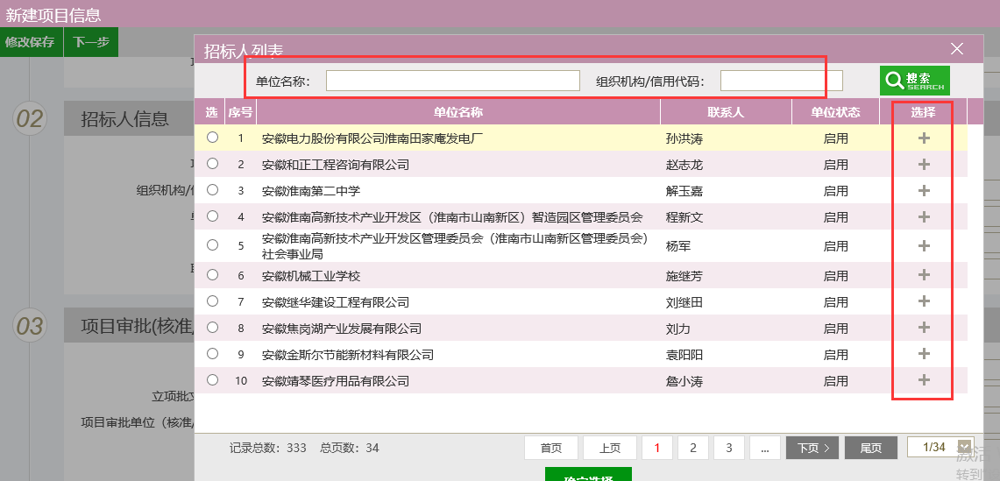 新建项目信息
修改保存 下一步
招标人列表
单位名称： 组织机构/信用代码： 搜索 SEARCH
02 招标人信息
选 序号 单位名称 联系人 单位状态 选择
1 安徽电力股份有限公司淮南田家庵发电厂 孙洪涛 启用
2 安徽和正工程咨询有限公司 赵志龙 启用
组织机构/信
3 安徽淮南第二中学 解玉嘉 启用
4 安徽淮南高新技术产业开发区（淮南市山南新区）智造园区管理委员会 程新文 启用
5 安徽淮南高新技术产业开发区管理委员会（淮南市山南新区管理委员会）
社会事业局 杨军 启用
6 安徽机械工业学校 施继芳 启用
7 安徽继华建设工程有限公司 刘继田 启用
03 项目审批(核准/
8 安徽焦岗湖产业发展有限公司 刘力 启用
9 安徽金斯尔节能新材料有限公司 袁阳阳 启用
10 安徽靖琴医疗用品有限公司 詹小涛 启用
立项批文
项目审批单位（核准/
记录总数：333 总页数：34 首页 上页 1 2 3 ... 下页 尾页 1/34
激活
转到
确定选择